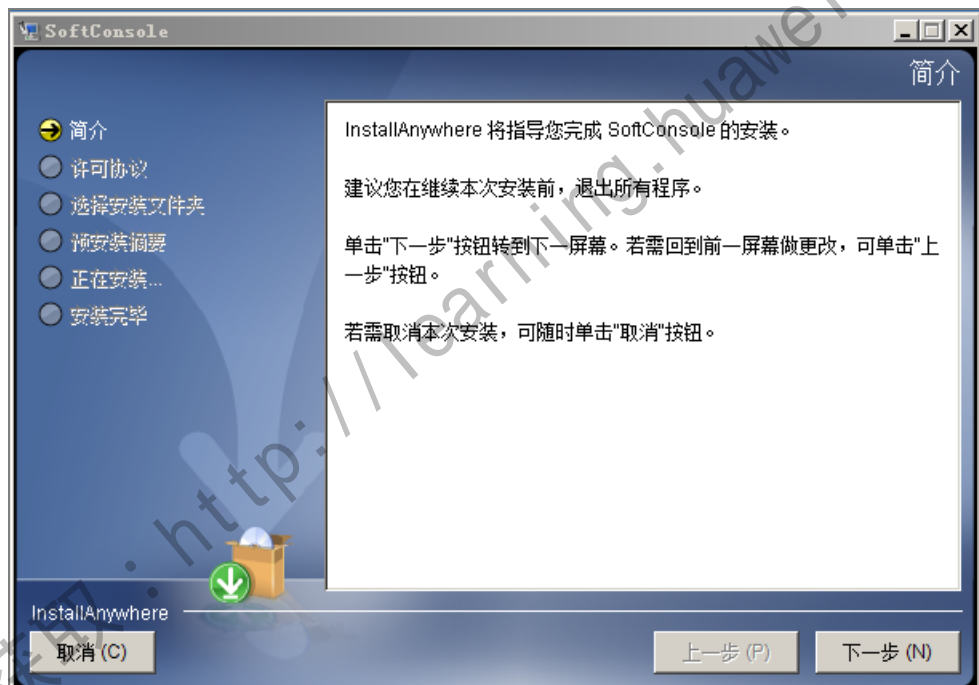 SoftConsole
简介
简介
许可协议
选择安装文件夹
预安装摘要
正在安装...
安装完毕
InstallAnywhere 将指导您完成 SoftConsole 的安装。
建议您在继续本次安装前，退出所有程序。
单击"下一步"按钮转到下一屏幕。若需回到前一屏幕做更改，可单击"上
一步"按钮。
若需取消本次安装，可随时单击"取消"按钮。
InstallAnywhere
取消 (C)
上一步 (P)
下一步 (N)
获取：http://learning.huawei